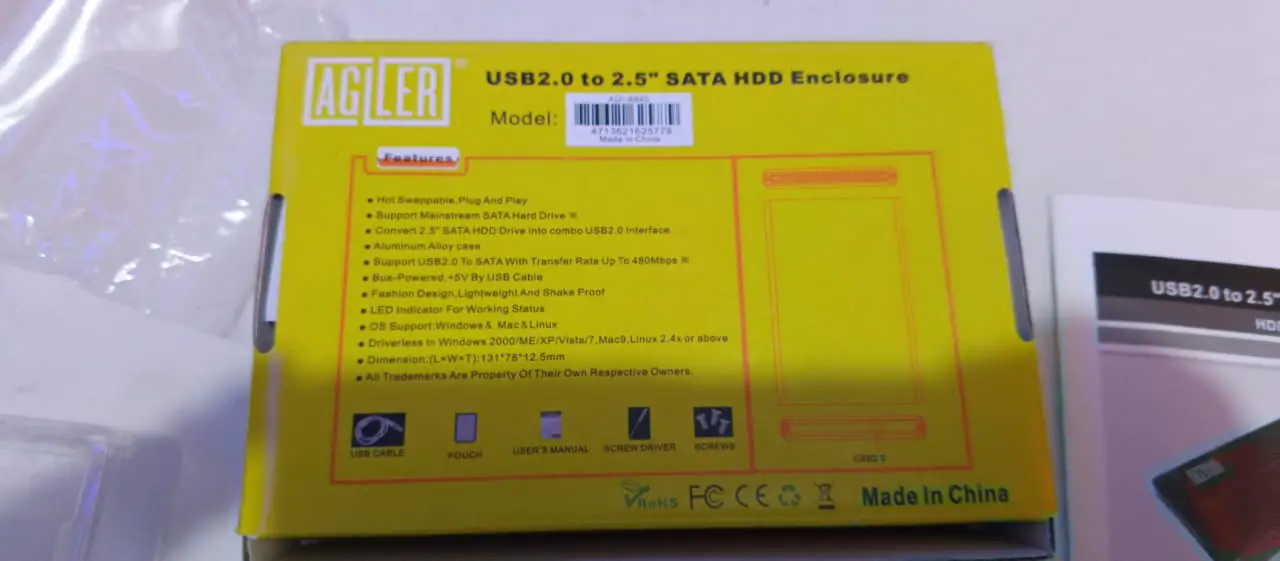 AGLER®
USB2.0 to 2.5" SATA HDD Enclosure
Model:
4713621625779
Made in China
Features
• Hot Swappable,Plug And Play
• Support Mainstream SATA Hard Drive III
• Convert 2.5" SATA HDD Drive into combo USB2.0 Interface.
• Aluminum Alloy case
• Support USB2.0 To SATA With Transfer Rate Up To 480Mbps III
• Bus-Powered,+5V By USB Cable
• Fashion Design,Lightweight And Shake Proof
• LED Indicator For Working Status
• OS Support:Windows& Mac&Linux
• Driverless In Windows 2000/ME/XP/Vista/7,Mac9,Linux 2.4x or above
• Dimension:(L×W×T):131*78*12.5mm
• All Trademarks Are Property Of Their Own Respective Owners.
USB CABLE
POUCH
USER'S MANUAL
SCREW DRIVER
SCREWS
USB2.0
RoHS FC CE
Made In China
USB2.0 to 2.5"
HDD